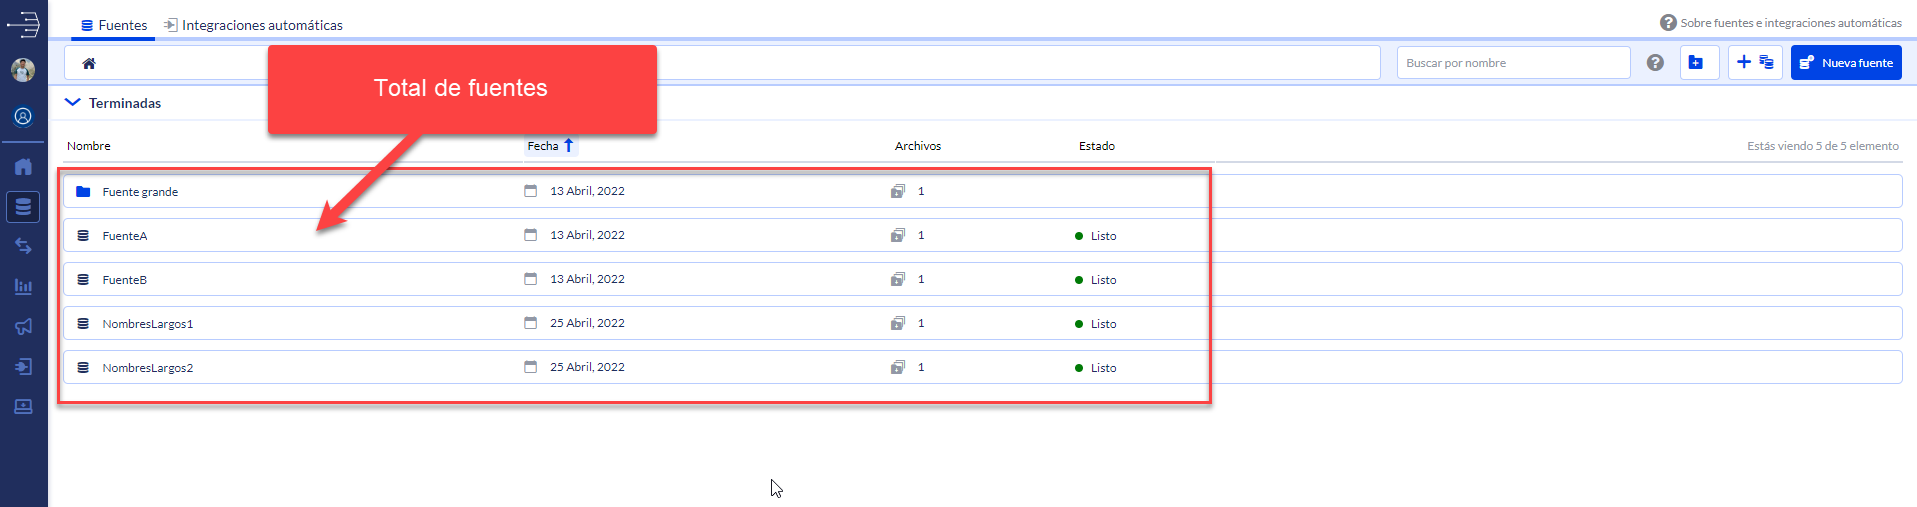 Fuentes Integraciones automáticas
Sobre fuentes e integraciones automáticas
Total de fuentes
Buscar por nombre
Nueva fuente
Terminadas
Nombre Fecha Archivos Estado Estás viendo 5 de 5 elemento
Fuente grande 13 Abril, 2022 1
FuenteA 13 Abril, 2022 1 Listo
FuenteB 13 Abril, 2022 1 Listo
NombresLargos1 25 Abril, 2022 1 Listo
NombresLargos2 25 Abril, 2022 1 Listo